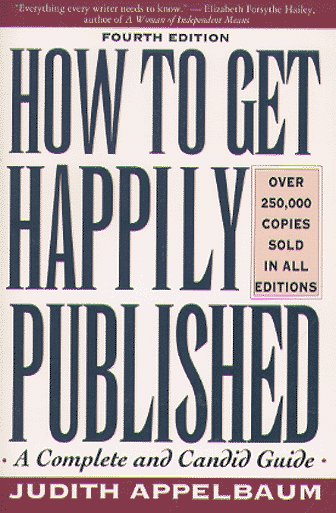 "Everything every writer needs to know." — Elizabeth Forsythe Hailey,
author of A Woman of Independent Means
FOURTH EDITION
HOW TO GET
HAPPILY
PUBLISHED
OVER
250,000
COPIES
SOLD
IN ALL
EDITIONS
• A Complete and Candid Guide •
JUDITH APPELBAUM